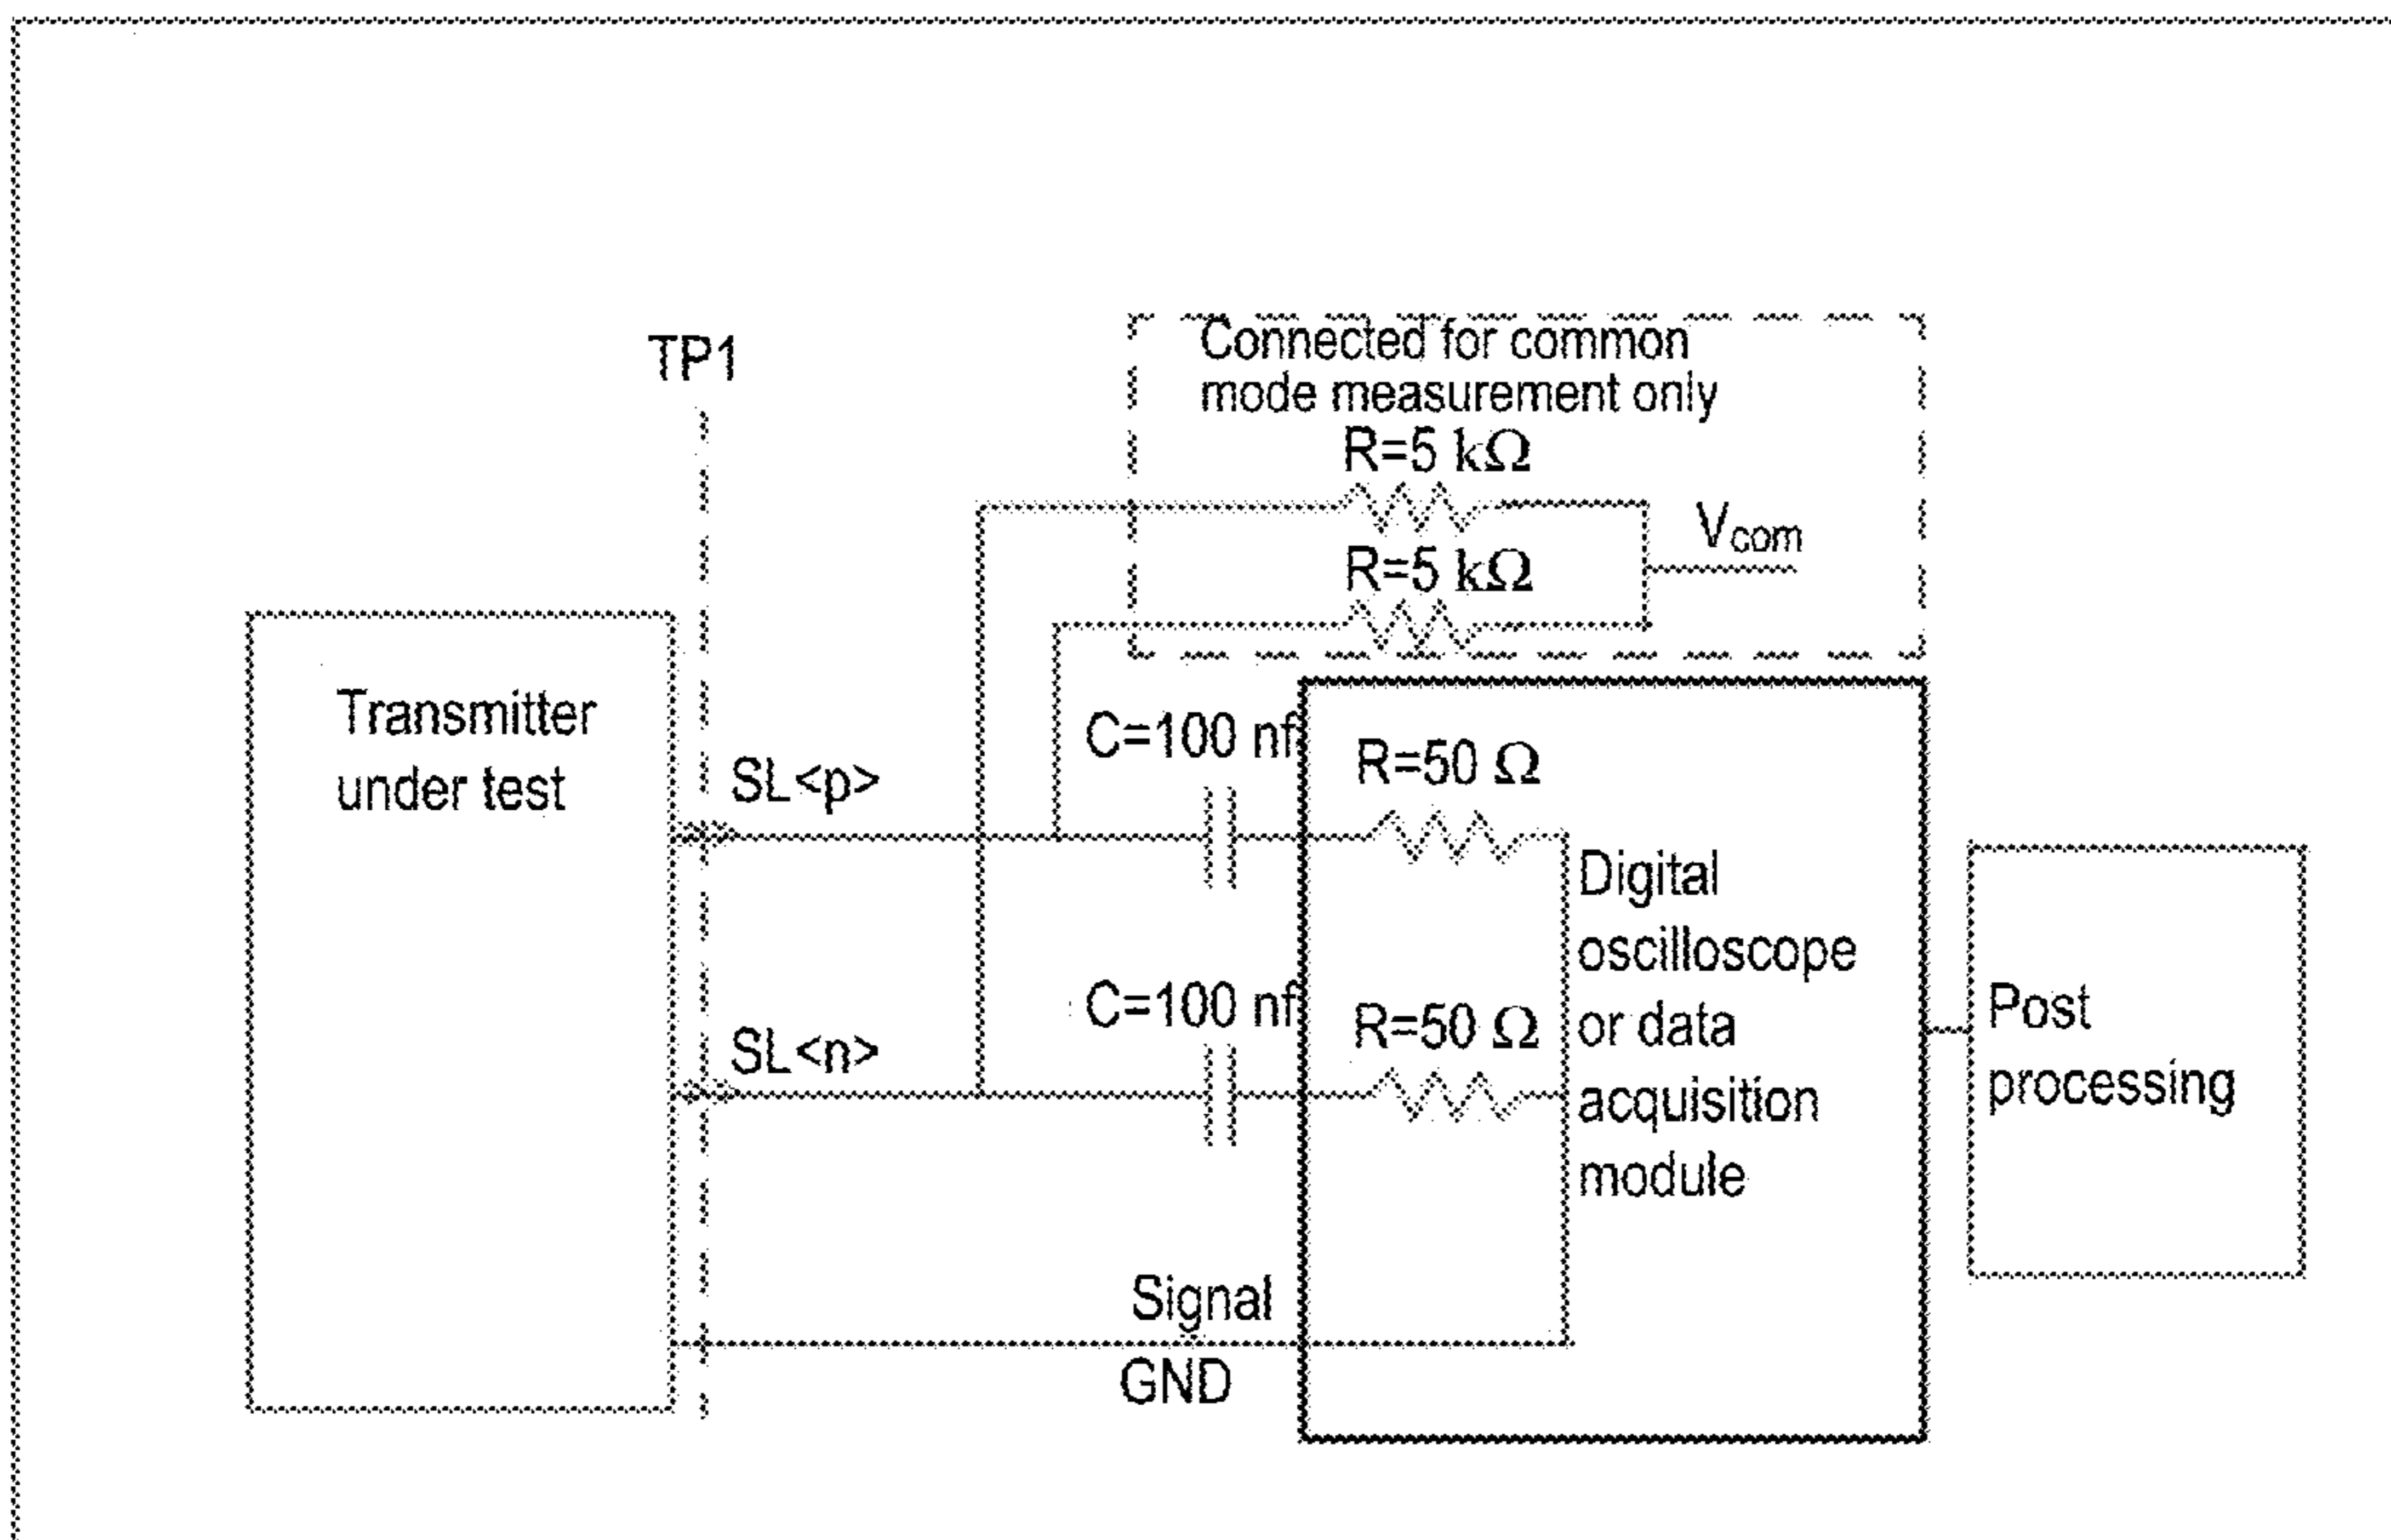 TP1
Connected for common
mode measurement only
R=5 kΩ
R=5 kΩ
Vcom
Transmitter
under test
SL<p>
C=100 nf
R=50 Ω
Digital
oscilloscope
or data
acquisition
module
SL<n>
C=100 nf
R=50 Ω
Post
processing
Signal
GND